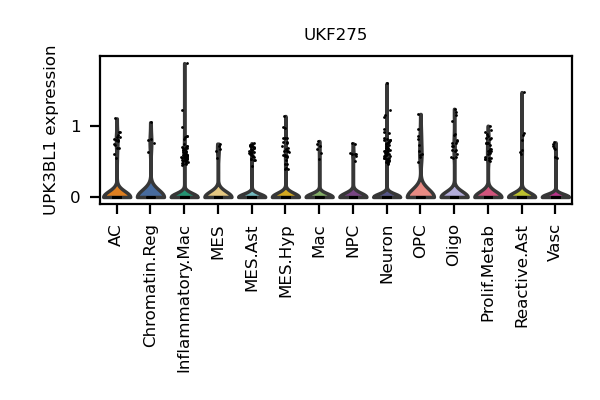 UKF275
UPK3BL1 expression
1
0
AC
Chromatin.Reg
Inflammatory.Mac
MES
MES.Ast
MES.Hyp
Mac
NPC
Neuron
OPC
Oligo
Prolif.Metab
Reactive.Ast
Vasc